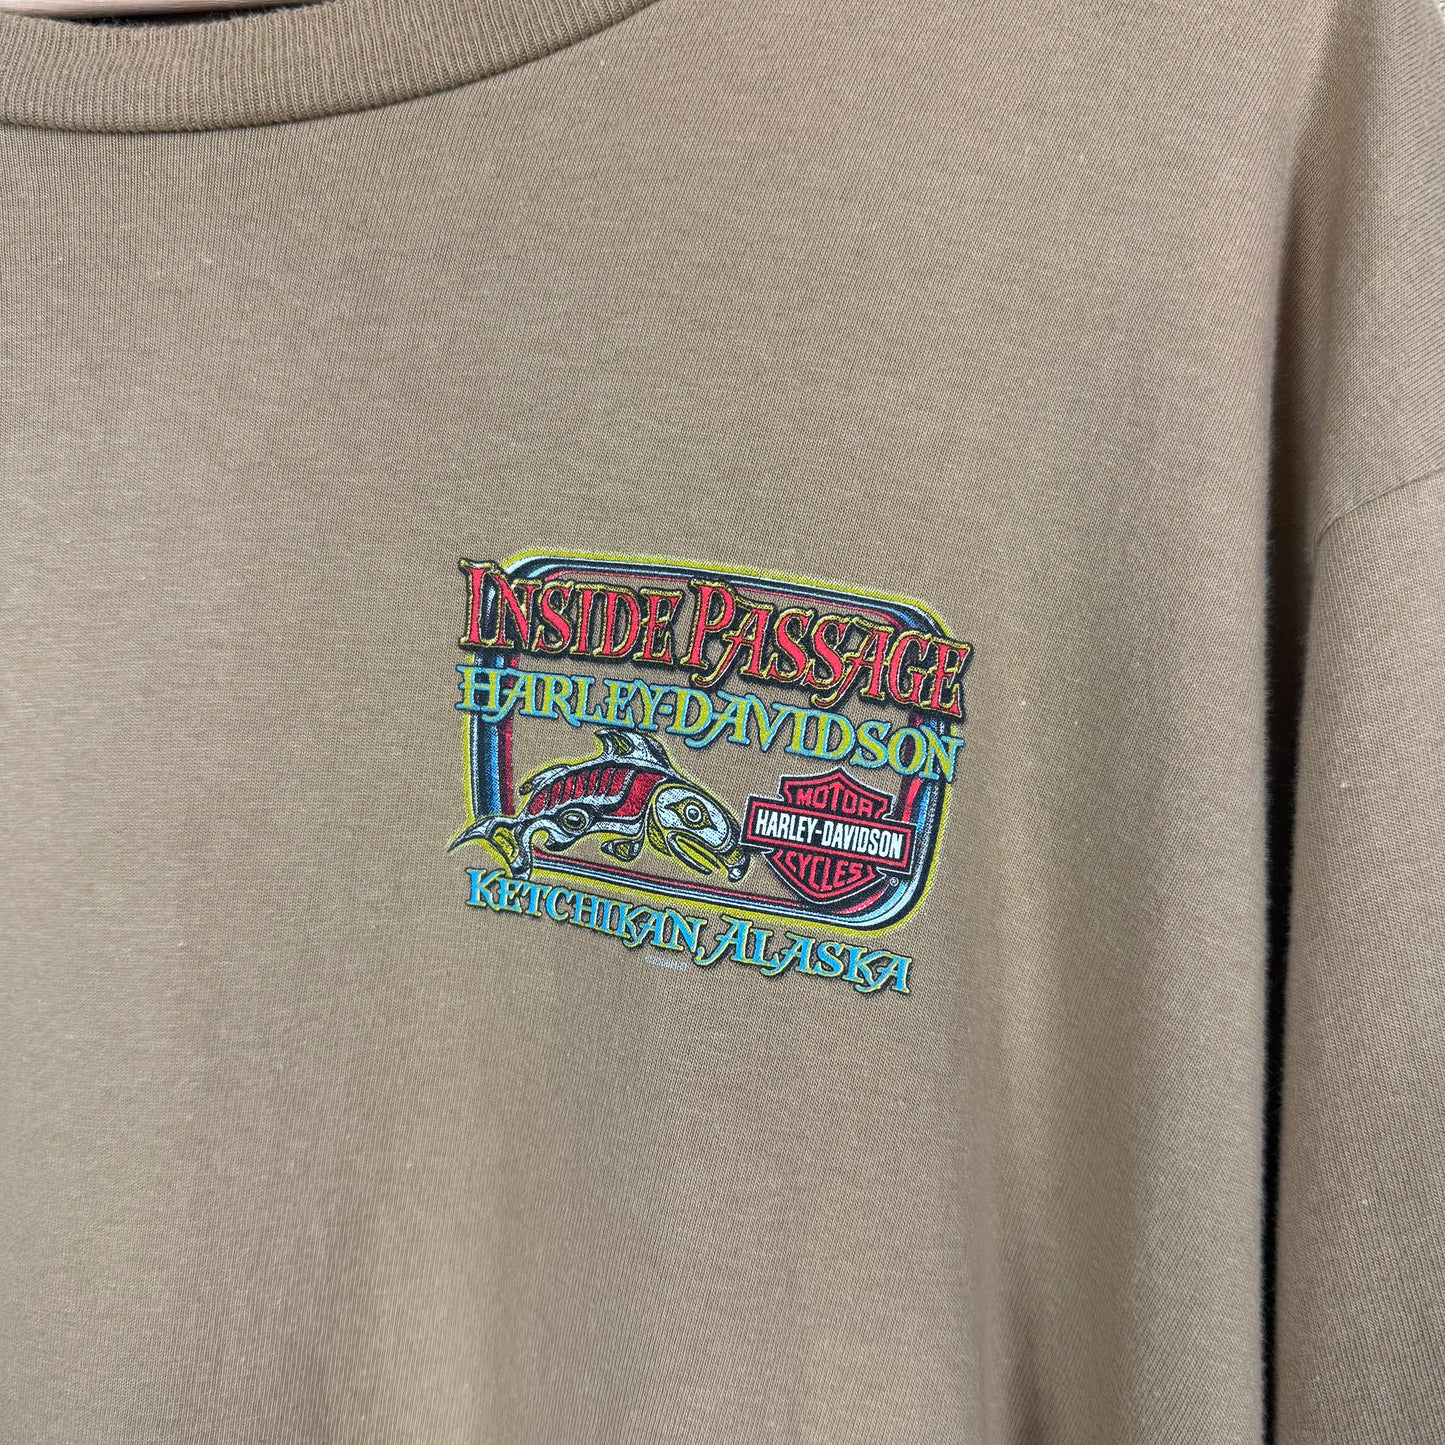 INSIDE PASSAGE
HARLEY-DAVIDSON
MOTOR
HARLEY-DAVIDSON
CYCLES
®
KETCHIKAN, ALASKA